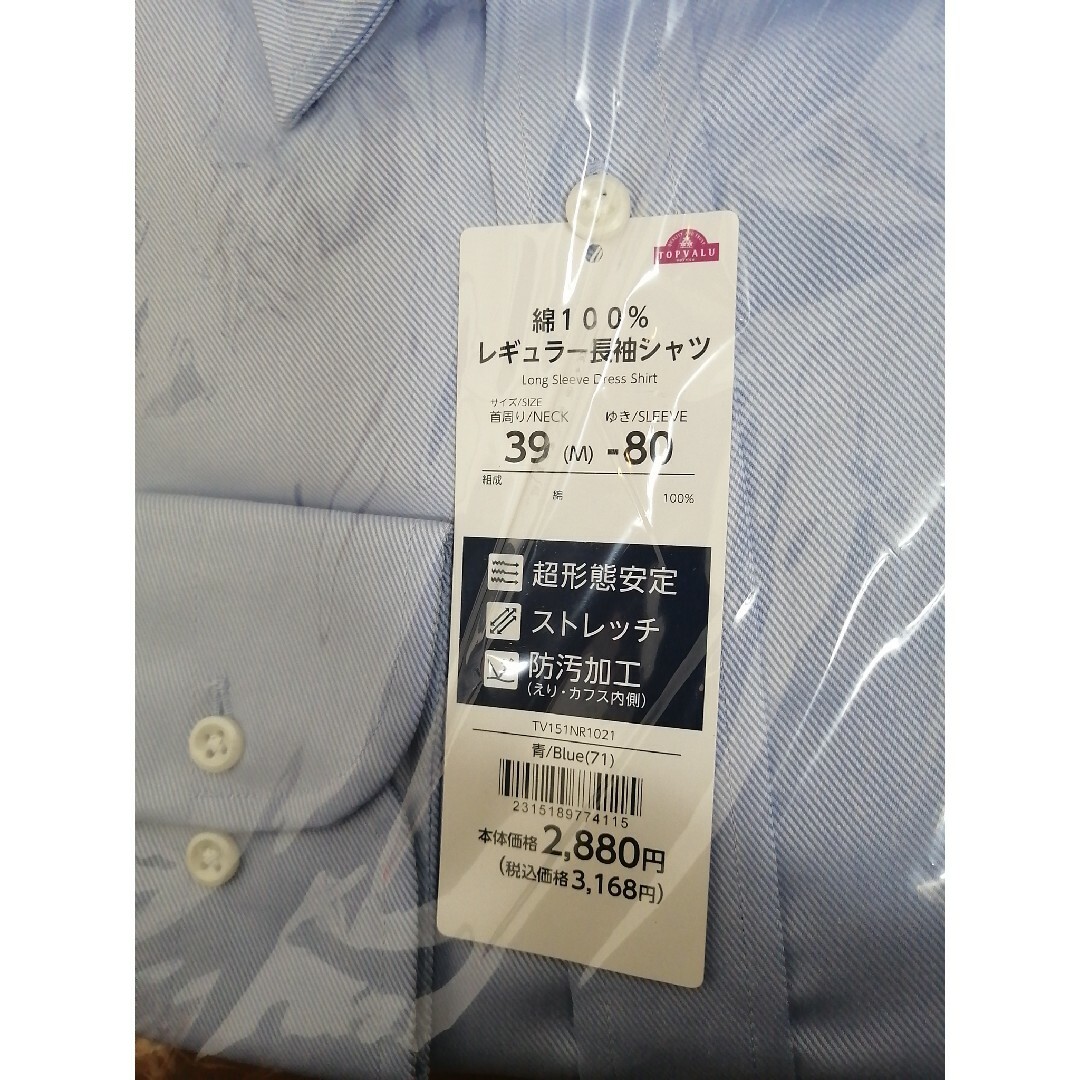 TOPVALU
綿１００％
レギュラー長袖シャツ
Long Sleeve Dress Shirt
サイズ/SIZE
首周り/NECK ゆき/SLEEVE
39 (M) -80
組成
綿 100%
超形態安定
ストレッチ
防汚加工
(えり・カフス内側)
TV151NR1021
青/Blue(71)
2315189774115
本体価格2,880円
(税込価格3,168円)